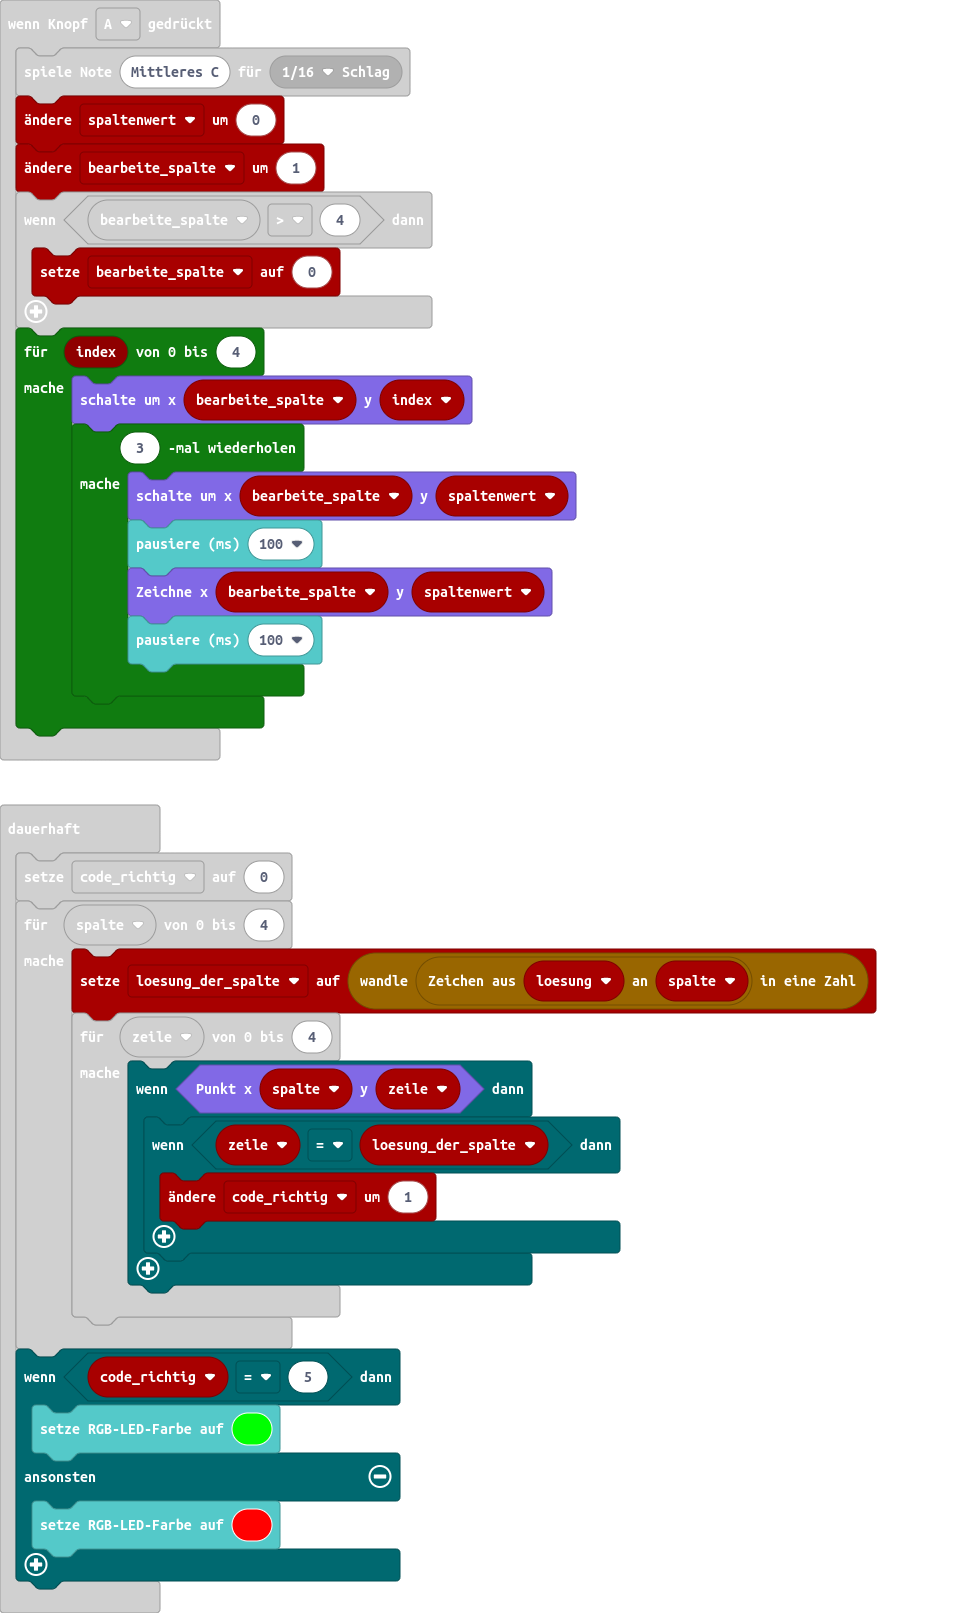 wenn Knopf A gedrückt
spiele Note Mittleres C für 1/16 Schlag
ändere spaltenwert um 0
ändere bearbeite_spalte um 1
wenn bearbeite_spalte > 4 dann
setze bearbeite_spalte auf 0
für index von 0 bis 4
mache schalte um x bearbeite_spalte y index
3 -mal wiederholen
mache schalte um x bearbeite_spalte y spaltenwert
pausiere (ms) 100
Zeichne x bearbeite_spalte y spaltenwert
pausiere (ms) 100
dauerhaft
setze code_richtig auf 0
für spalte von 0 bis 4
mache setze loesung_der_spalte auf wandle Zeichen aus loesung an spalte in eine Zahl
für zeile von 0 bis 4
mache wenn Punkt x spalte y zeile dann
wenn zeile = loesung_der_spalte dann
ändere code_richtig um 1
wenn code_richtig = 5 dann
setze RGB-LED-Farbe auf
ansonsten
setze RGB-LED-Farbe auf